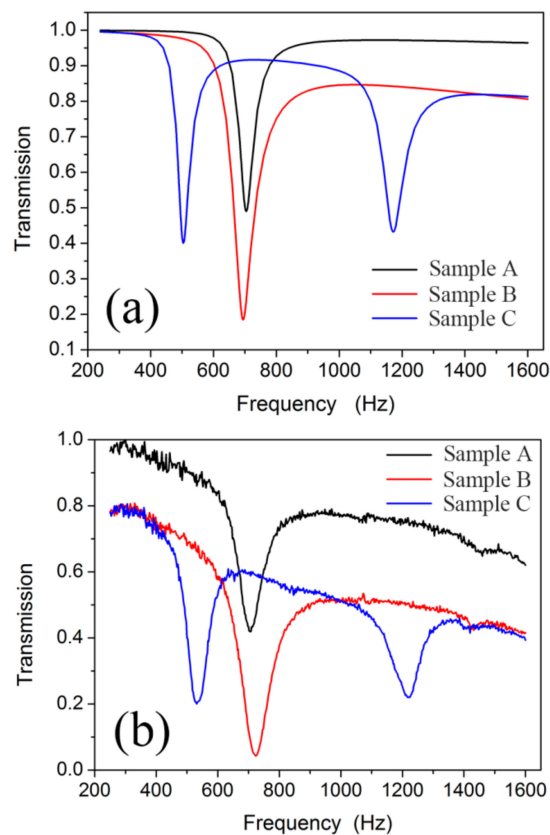 1.0
0.9
0.8
0.7
0.6
0.5
0.4
0.3
0.2
0.1
Transmission
Sample A
Sample B
Sample C
(a)
200 400 600 800 1000 1200 1400 1600
Frequency (Hz)
1.0
0.8
0.6
0.4
0.2
0.0
Transmission
Sample A
Sample B
Sample C
(b)
200 400 600 800 1000 1200 1400 1600
Frequency (Hz)